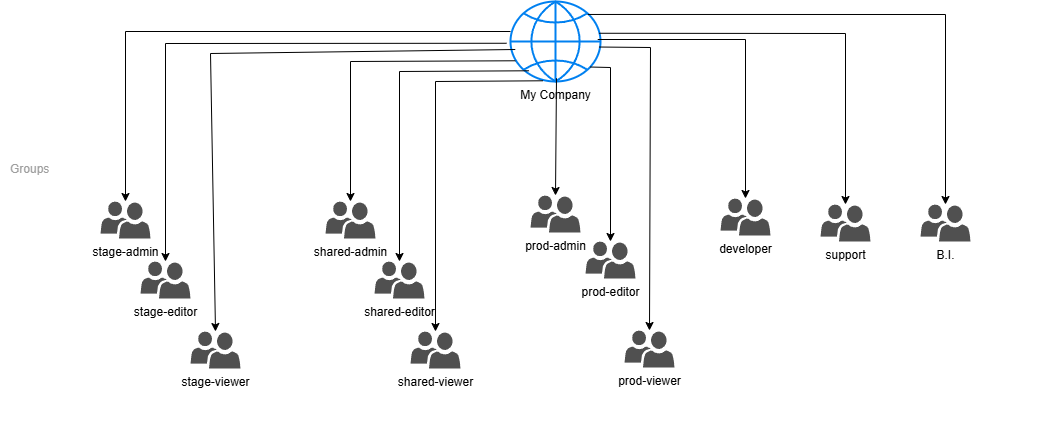 My Company
Groups
stage-admin
shared-admin
prod-admin
developer
support
B.I.
stage-editor
shared-editor
prod-editor
stage-viewer
shared-viewer
prod-viewer